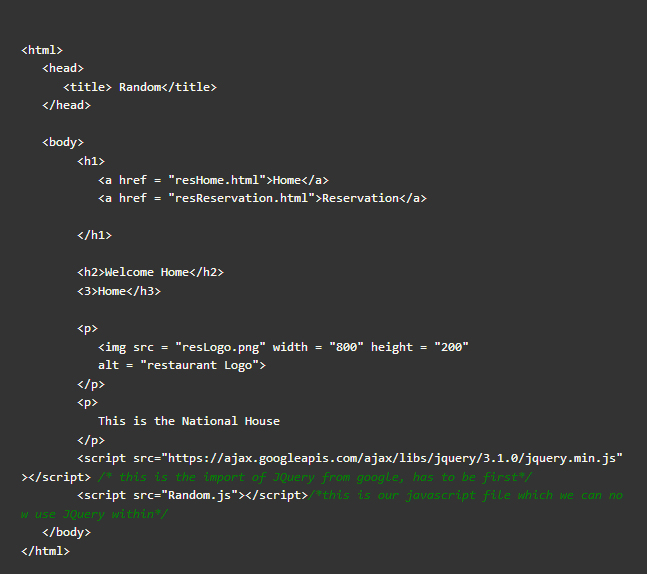 <html>
<head>
<title> Random</title>
</head>
<body>
<h1>
<a href = "resHome.html">Home</a>
<a href = "resReservation.html">Reservation</a>
</h1>
<h2>Welcome Home</h2>
<3>Home</h3>
<p>
<img src = "resLogo.png" width = "800" height = "200"
alt = "restaurant Logo">
</p>
<p>
This is the National House
</p>
<script src="https://ajax.googleapis.com/ajax/libs/jquery/3.1.0/jquery.min.js"
></script> /* this is the import of JQuery from google, has to be first*/
<script src="Random.js"></script>/*this is our javascript file which we can no
w use JQuery within*/
</body>
</html>